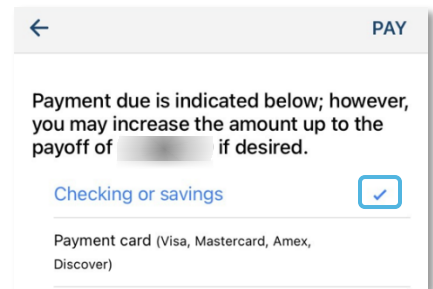 PAY
Payment due is indicated below; however,
you may increase the amount up to the
payoff of if desired.
Checking or savings
Payment card (Visa, Mastercard, Amex,
Discover)